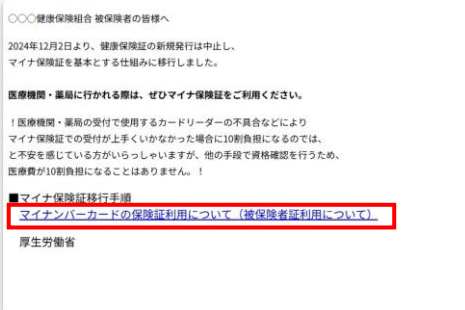 ○○○健康保険組合 被保険者の皆様へ
2024年12月2日より、健康保険証の新規発行は中止し、
マイナ保険証を基本とする仕組みに移行しました。
医療機関・薬局に行かれる際は、ぜひマイナ保険証をご利用ください。
！医療機関・薬局の受付で使用するカードリーダーの不具合などにより
マイナ保険証での受付が上手くいかなかった場合に10割負担になるのでは、
と不安を感じている方がいらっしゃいますが、他の手段で資格確認を行うため、
医療費が10割負担になることはありません。！
■マイナ保険証移行手順
マイナンバーカードの保険証利用について（被保険者証利用について）
厚生労働省